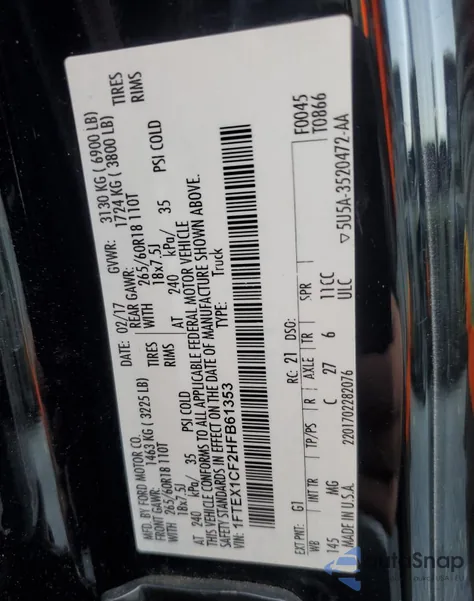 MFD. BY FORD MOTOR CO.
DATE: 02/17 GVWR: 3130 KG ( 6900 LB)
FRONT GAWR: 1463 KG ( 3225 LB) REAR GAWR: 1724 KG ( 3800 LB)
WITH 265/60R18 110T TIRES WITH 265/60R18 110T TIRES
18x7.5J RIMS 18x7.5J RIMS
AT 240 kPa/ 35 PSI COLD AT 240 kPa/ 35 PSI COLD
THIS VEHICLE CONFORMS TO ALL APPLICABLE FEDERAL MOTOR VEHICLE
SAFETY STANDARDS IN EFFECT ON THE DATE OF MANUFACTURE SHOWN ABOVE.
VIN: 1FTEX1CF2HFB61353 TYPE: Truck
F0045
T0866
EXT PNT: G1 RC: 21 DSO:
WB INT TR TP/PS R AXLE TR SPR
145 MG C 27 6 11CC
MADE IN U.S.A. 2201702282076 ULC
▽5U5A-3520472-AA
AutoSnap